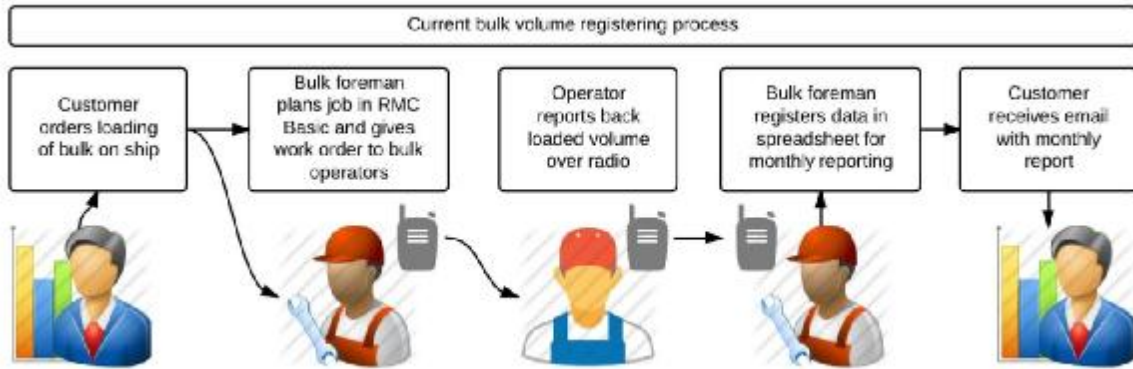 Current bulk volume registering process
Customer
orders loading
of bulk on ship
Bulk foreman
plans job in RMC
Basic and gives
work order to bulk
operators
Operator
reports back
loaded volume
over radio
Bulk foreman
registers data in
spreadsheet for
monthly reporting
Customer
receives email
with monthly
report